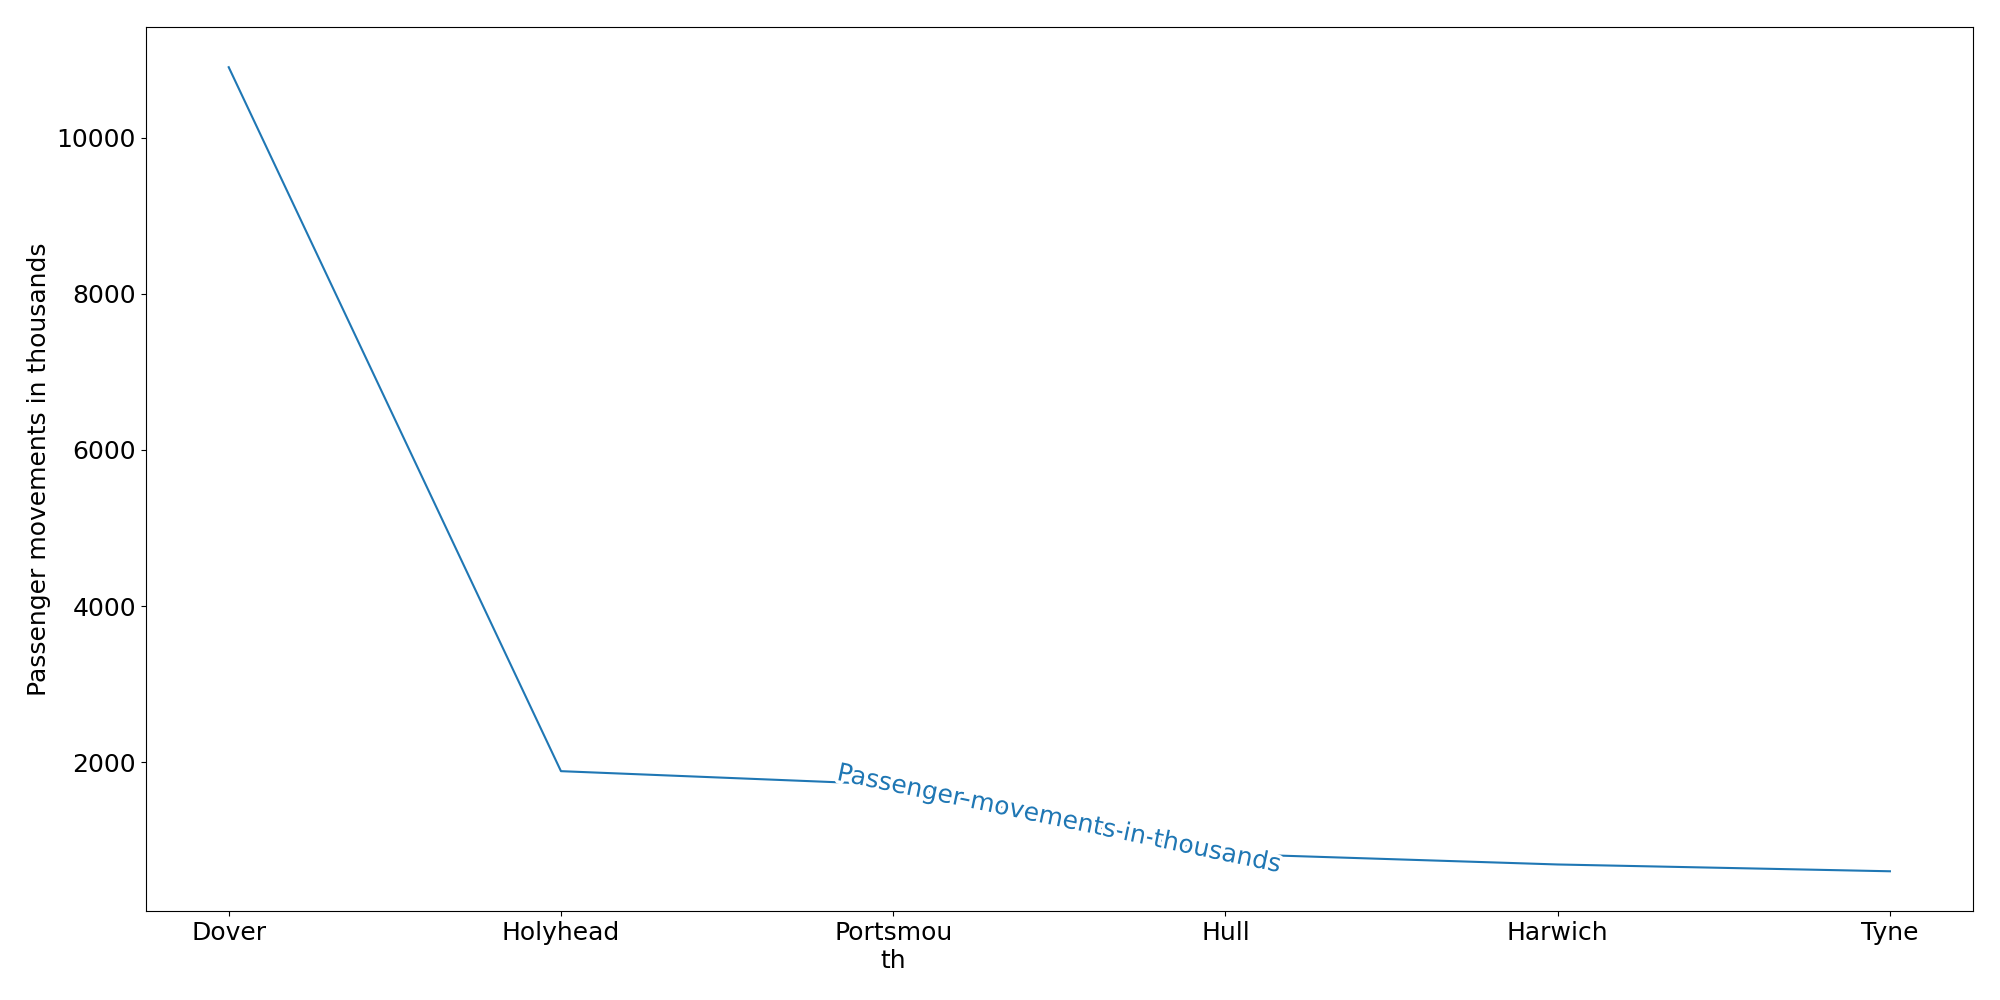 Passenger movements in thousands
10000
8000
6000
4000
2000
Passenger-movements-in-thousands
Dover
Holyhead
Portsmou
th
Hull
Harwich
Tyne